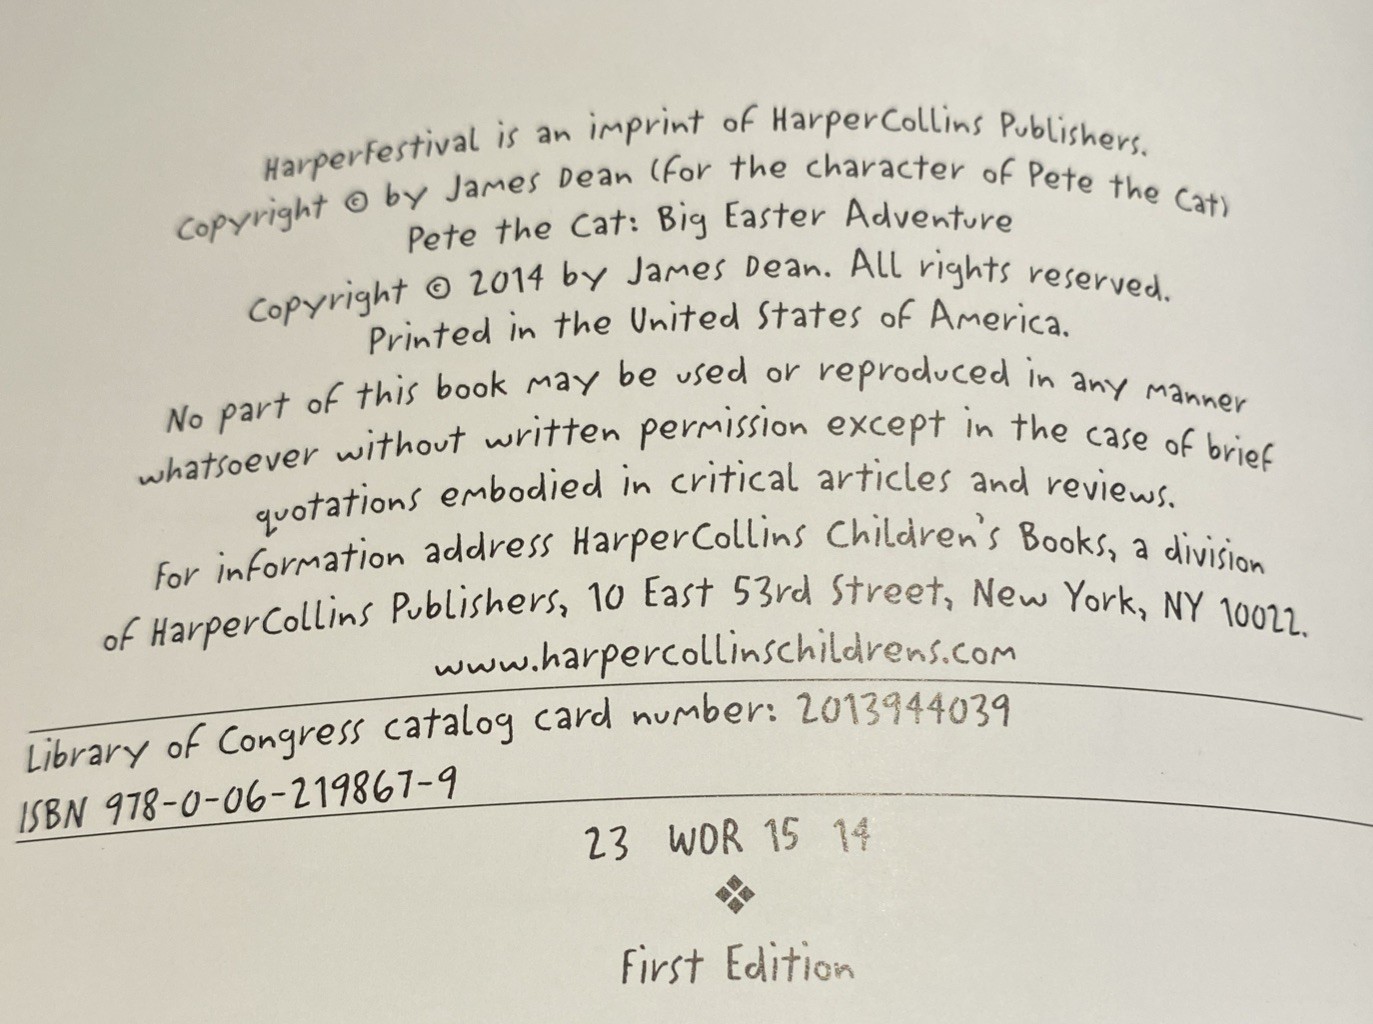 HarperFestival is an imprint of HarperCollins Publishers.
Copyright © by James Dean (for the character of Pete the Cat)
Pete the Cat: Big Easter Adventure
Copyright © 2014 by James Dean. All rights reserved.
Printed in the United States of America.
No part of this book may be used or reproduced in any manner
whatsoever without written permission except in the case of brief
quotations embodied in critical articles and reviews.
For information address HarperCollins Children's Books, a division
of HarperCollins Publishers, 10 East 53rd Street, New York, NY 10022.
www.harpercollinschildrens.com
Library of Congress catalog card number: 2013944039
ISBN 978-0-06-219867-9
23 WOR 15 14
❖
First Edition